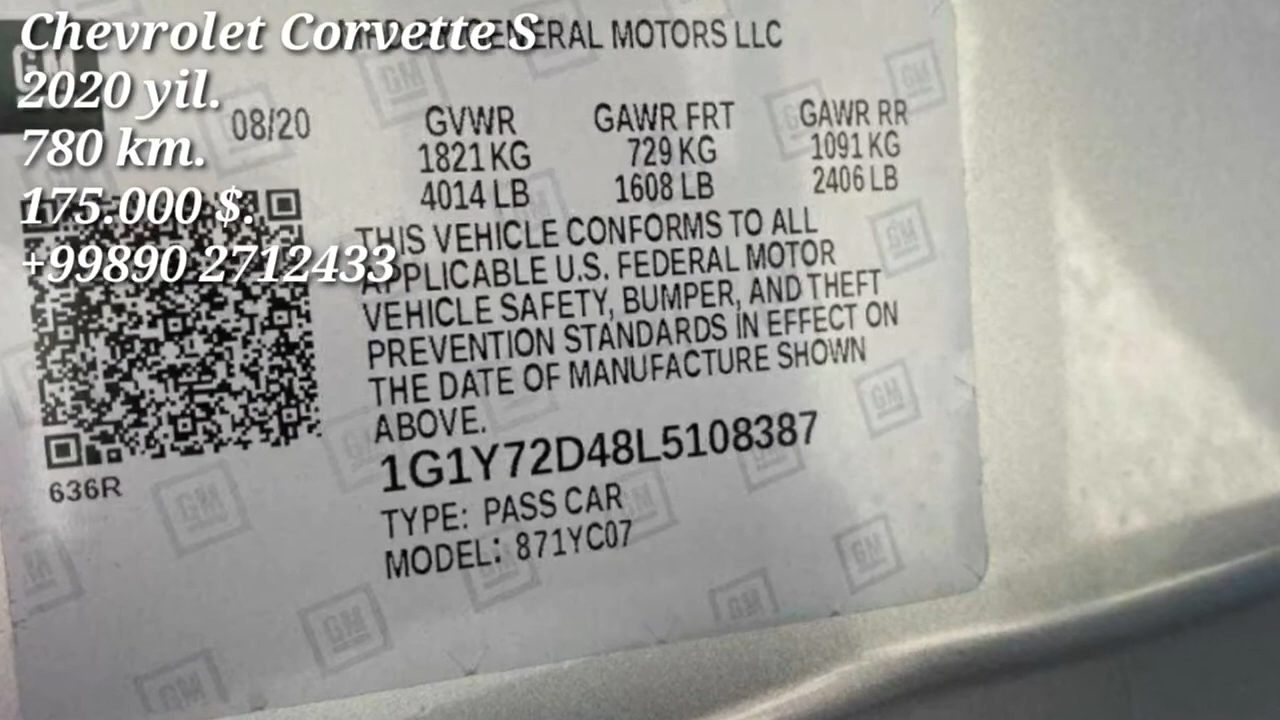 Chevrolet Corvette S
2020 yil.
780 km.
175.000 $.
+99890 2712433
GENERAL MOTORS LLC
08/20 GVWR GAWR FRT GAWR RR
1821 KG 729 KG 1091 KG
4014 LB 1608 LB 2406 LB
THIS VEHICLE CONFORMS TO ALL
APPLICABLE U.S. FEDERAL MOTOR
VEHICLE SAFETY, BUMPER, AND THEFT
PREVENTION STANDARDS IN EFFECT ON
THE DATE OF MANUFACTURE SHOWN
ABOVE.
1G1Y72D48L5108387
636R
TYPE: PASS CAR
MODEL: 871YC07
GM